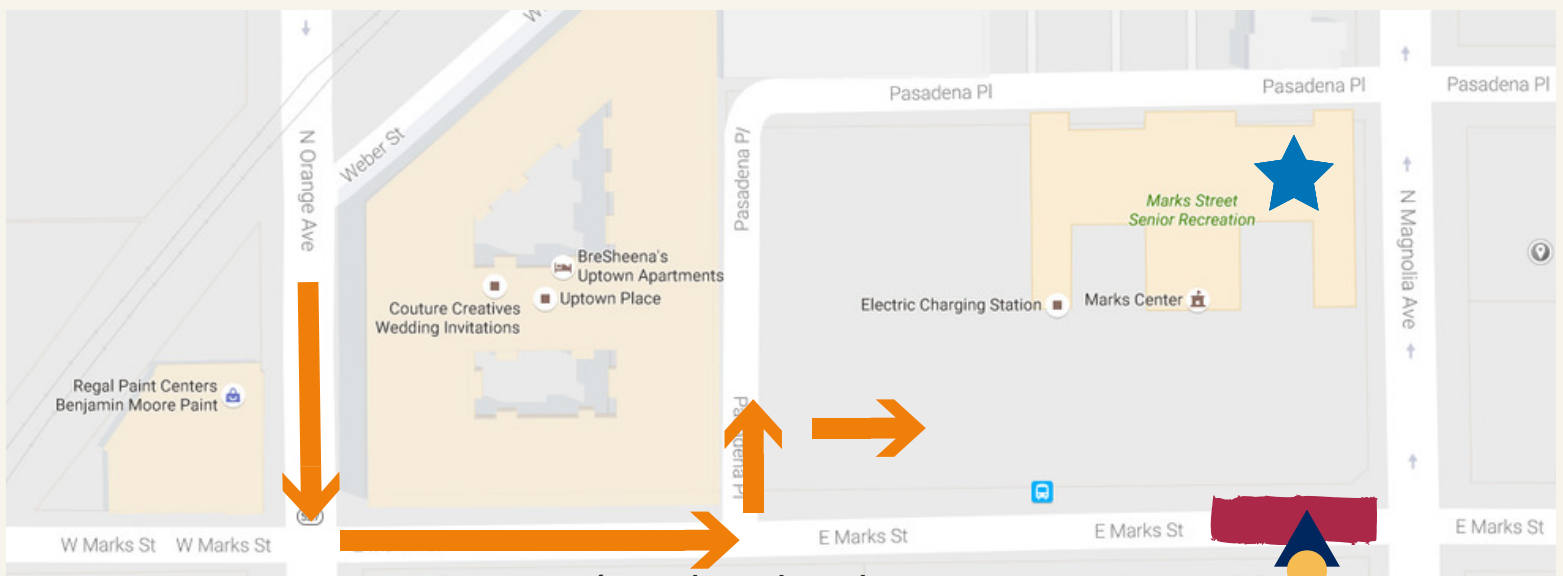 Pasadena Pl
Pasadena Pl
Pasadena Pl
N Orange Ave
Weber St
Pasadena Pl
N Magnolia Ave
Marks Street
Senior Recreation
BreSheena's
Uptown Apartments
Uptown Place
Couture Creatives
Wedding Invitations
Electric Charging Station
Marks Center
Regal Paint Centers
Benjamin Moore Paint
W Marks St
W Marks St
E Marks St
E Marks St
E Marks St